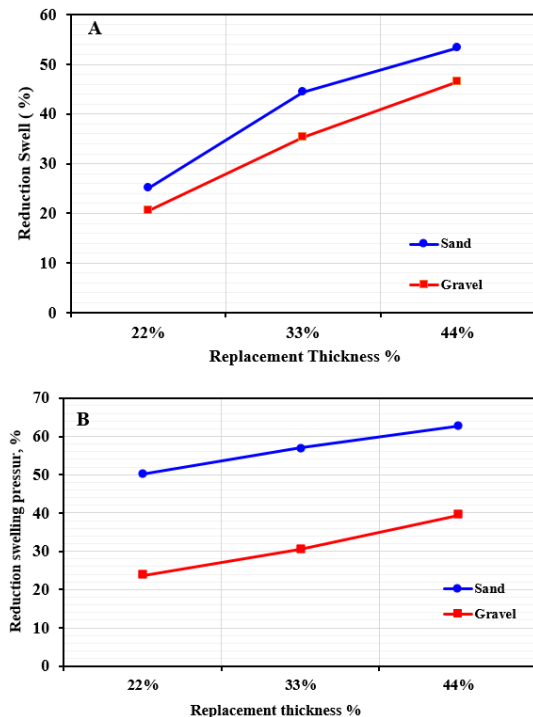 A
60
50
40
30
20
10
0
Reduction Swell ( %)
Sand
Gravel
22% 33% 44%
Replacement Thickness %
B
70
60
50
40
30
20
10
0
Reduction swelling pressur, %
Sand
Gravel
22% 33% 44%
Replacement thickness %